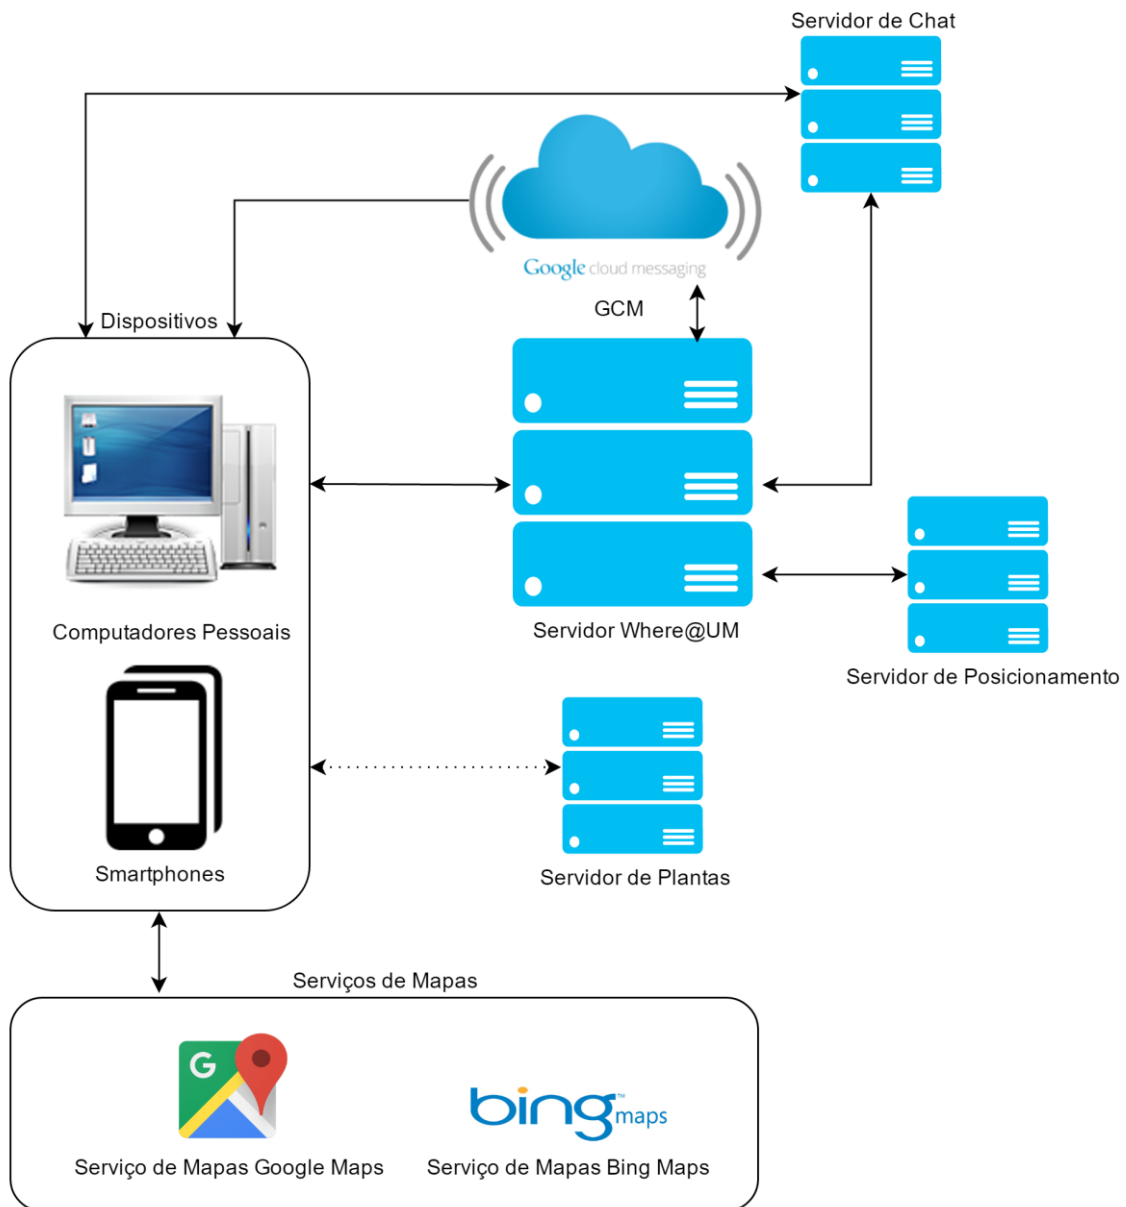 Servidor de Chat
Google cloud messaging
GCM
Dispositivos
Computadores Pessoais
Servidor Where@UM
Servidor de Posicionamento
Smartphones
Servidor de Plantas
Serviços de Mapas
G
bing™ maps
Serviço de Mapas Google Maps
Serviço de Mapas Bing Maps